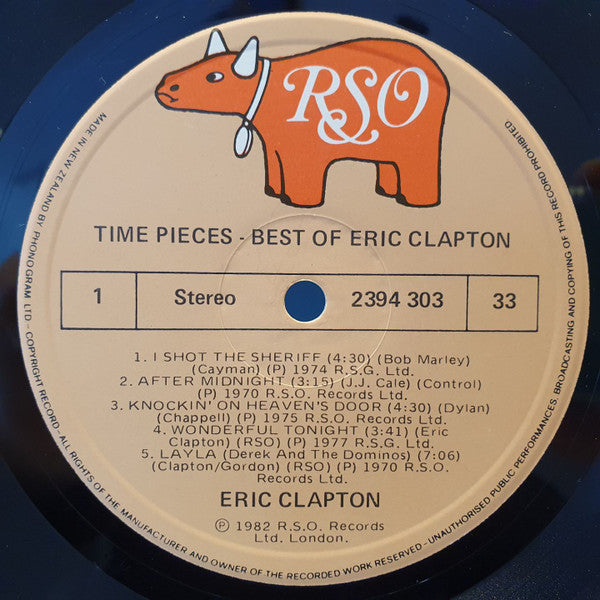 RSO
TIME PIECES - BEST OF ERIC CLAPTON
1 Stereo 2394 303 33
1. I SHOT THE SHERIFF (4:30) (Bob Marley)
(Cayman) (P) 1974 R.S.G. Ltd.
2. AFTER MIDNIGHT (3:15) (J.J. Cale) (Control)
(P) 1970 R.S.O. Records Ltd.
3. KNOCKIN' ON HEAVEN'S DOOR (4:30) (Dylan)
(Chappell) (P) 1975 R.S.O. Records Ltd.
4. WONDERFUL TONIGHT (3:41) (Eric
Clapton) (RSO) (P) 1977 R.S.G. Ltd.
5. LAYLA (Derek And The Dominos) (7:06)
(Clapton/Gordon) (RSO) (P) 1970 R.S.O.
Records Ltd.
ERIC CLAPTON
℗ 1982 R.S.O. Records
Ltd. London.
MADE IN NEW ZEALAND BY PHONOGRAM LTD - COPYRIGHT RECORD - ALL RIGHTS OF THE MANUFACTURER AND OWNER OF THE RECORDED WORK RESERVED - UNAUTHORISED PUBLIC PERFORMANCES, BROADCASTING AND COPYING OF THIS RECORD PROHIBITED.